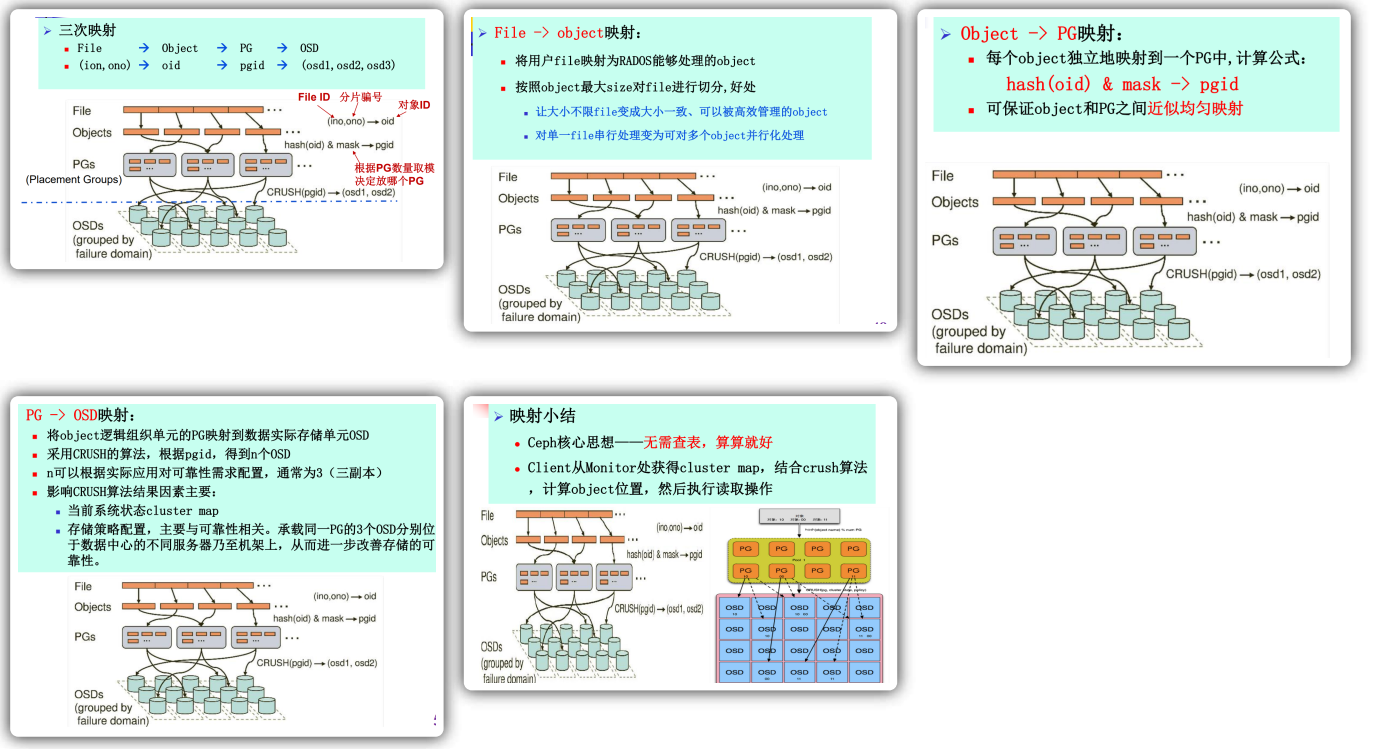 三次映射
File → Object → PG → OSD
(ion,ono) → oid → pgid → (osd1,osd2,osd3)
File ID 分片编号
对象ID
File
(ino,ono)→oid
Objects
hash(oid) & mask→pgid
PGs
(Placement Groups)
根据PG数量取模
决定放哪个PG
CRUSH(pgid)→(osd1, osd2)
OSDs
(grouped by
failure domain)
File -> object映射:
将用户file映射为RADOS能够处理的object
按照object最大size对file进行切分,好处
让大小不限file变成大小一致、可以被高效管理的object
对单一file串行处理变为可对多个object并行化处理
File
(ino,ono)→oid
Objects
hash(oid) & mask→pgid
PGs
CRUSH(pgid)→(osd1, osd2)
OSDs
(grouped by
failure domain)
Object -> PG映射:
每个object独立地映射到一个PG中,计算公式:
hash(oid) & mask -> pgid
可保证object和PG之间近似均匀映射
File
(ino,ono)→oid
Objects
hash(oid) & mask→pgid
PGs
CRUSH(pgid)→(osd1, osd2)
OSDs
(grouped by
failure domain)
PG -> OSD映射:
将object逻辑组织单元的PG映射到数据实际存储单元OSD
采用CRUSH的算法，根据pgid，得到n个OSD
n可以根据实际应用对可靠性需求配置，通常为3（三副本）
影响CRUSH算法结果因素主要:
当前系统状态cluster map
存储策略配置，主要与可靠性相关。承载同一PG的3个OSD分别位
于数据中心的不同服务器乃至机架上，从而进一步改善存储的可
靠性。
File
(ino,ono)→oid
Objects
hash(oid) & mask→pgid
PGs
CRUSH(pgid)→(osd1, osd2)
OSDs
(grouped by
failure domain)
映射小结
Ceph核心思想——无需查表，算算就好
Client从Monitor处获得cluster map，结合crush算法
，计算object位置，然后执行读取操作
File
(ino,ono)→oid
Objects
hash(oid) & mask→pgid
PGs
CRUSH(pgid)→(osd1, osd2)
OSDs
(grouped by
failure domain)
PG PG PG PG
PG PG PG PG
OSD OSD OSD OSD OSD
OSD OSD OSD OSD OSD
OSD OSD OSD OSD OSD
OSD OSD OSD OSD OSD